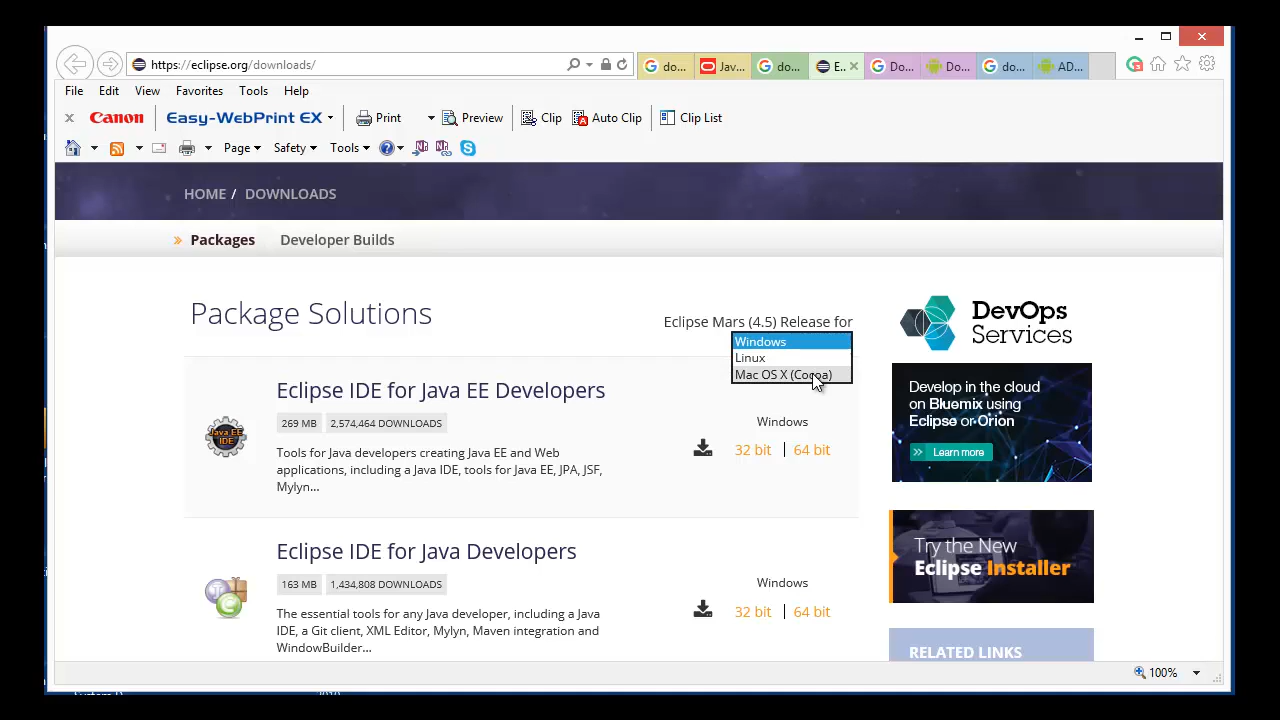 https://eclipse.org/downloads/
do...
Jav...
do...
E..
Do...
Do...
do...
AD...
File Edit View Favorites Tools Help
x Canon Easy-WebPrint EX Print Preview Clip Auto Clip Clip List
Page Safety Tools
HOME / DOWNLOADS
Packages Developer Builds
Package Solutions
Eclipse Mars (4.5) Release for
Windows
Linux
Mac OS X (Cocoa)
Eclipse IDE for Java EE Developers
269 MB 2,574,464 DOWNLOADS
Java EE
IDE
Tools for Java developers creating Java EE and Web
applications, including a Java IDE, tools for Java EE, JPA, JSF,
Mylyn...
Windows
32 bit | 64 bit
Eclipse IDE for Java Developers
163 MB 1,434,808 DOWNLOADS
The essential tools for any Java developer, including a Java
IDE, a Git client, XML Editor, Mylyn, Maven integration and
WindowBuilder...
Windows
32 bit | 64 bit
DevOps
Services
Develop in the cloud
on Bluemix using
Eclipse or Orion
Learn more
Try the New
Eclipse Installer
RELATED LINKS
100%